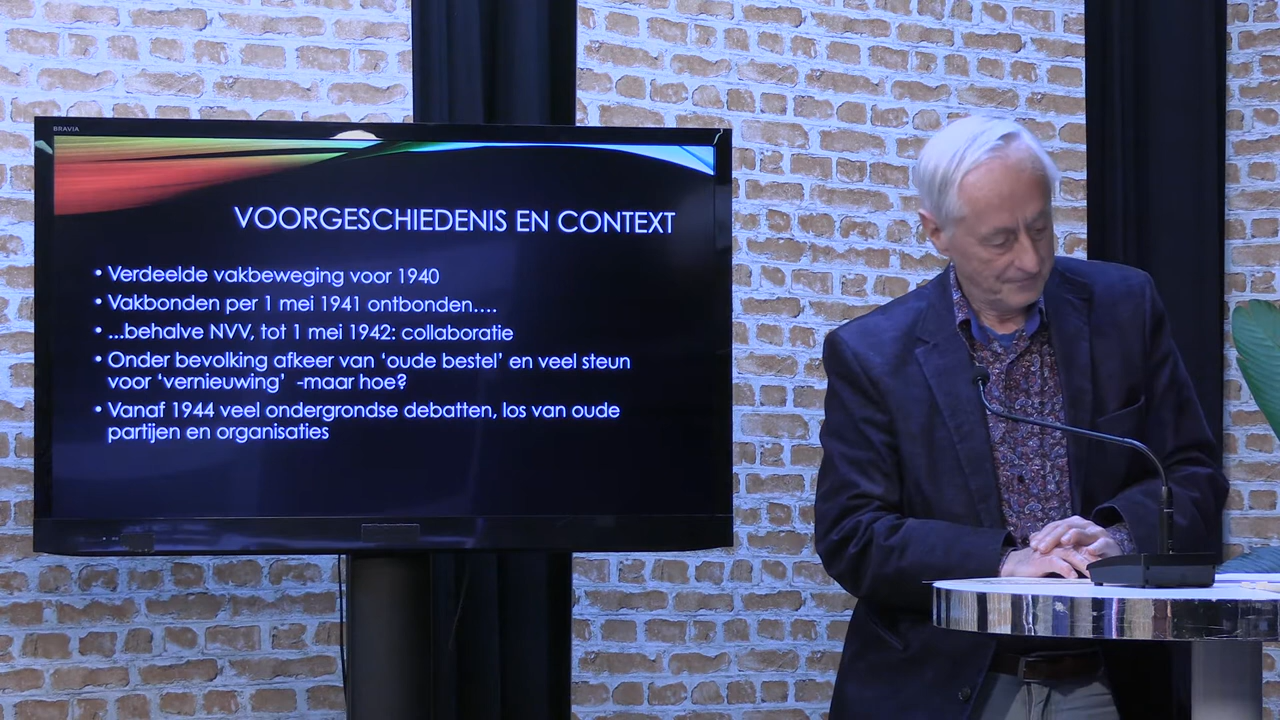 BRAVIA
VOORGESCHIEDENIS EN CONTEXT
• Verdeelde vakbeweging voor 1940
• Vakbonden per 1 mei 1941 ontbonden....
• ...behalve NVV, tot 1 mei 1942: collaboratie
• Onder bevolking afkeer van ‘oude bestel’ en veel steun
voor ‘vernieuwing’ -maar hoe?
• Vanaf 1944 veel ondergrondse debatten, los van oude
partijen en organisaties